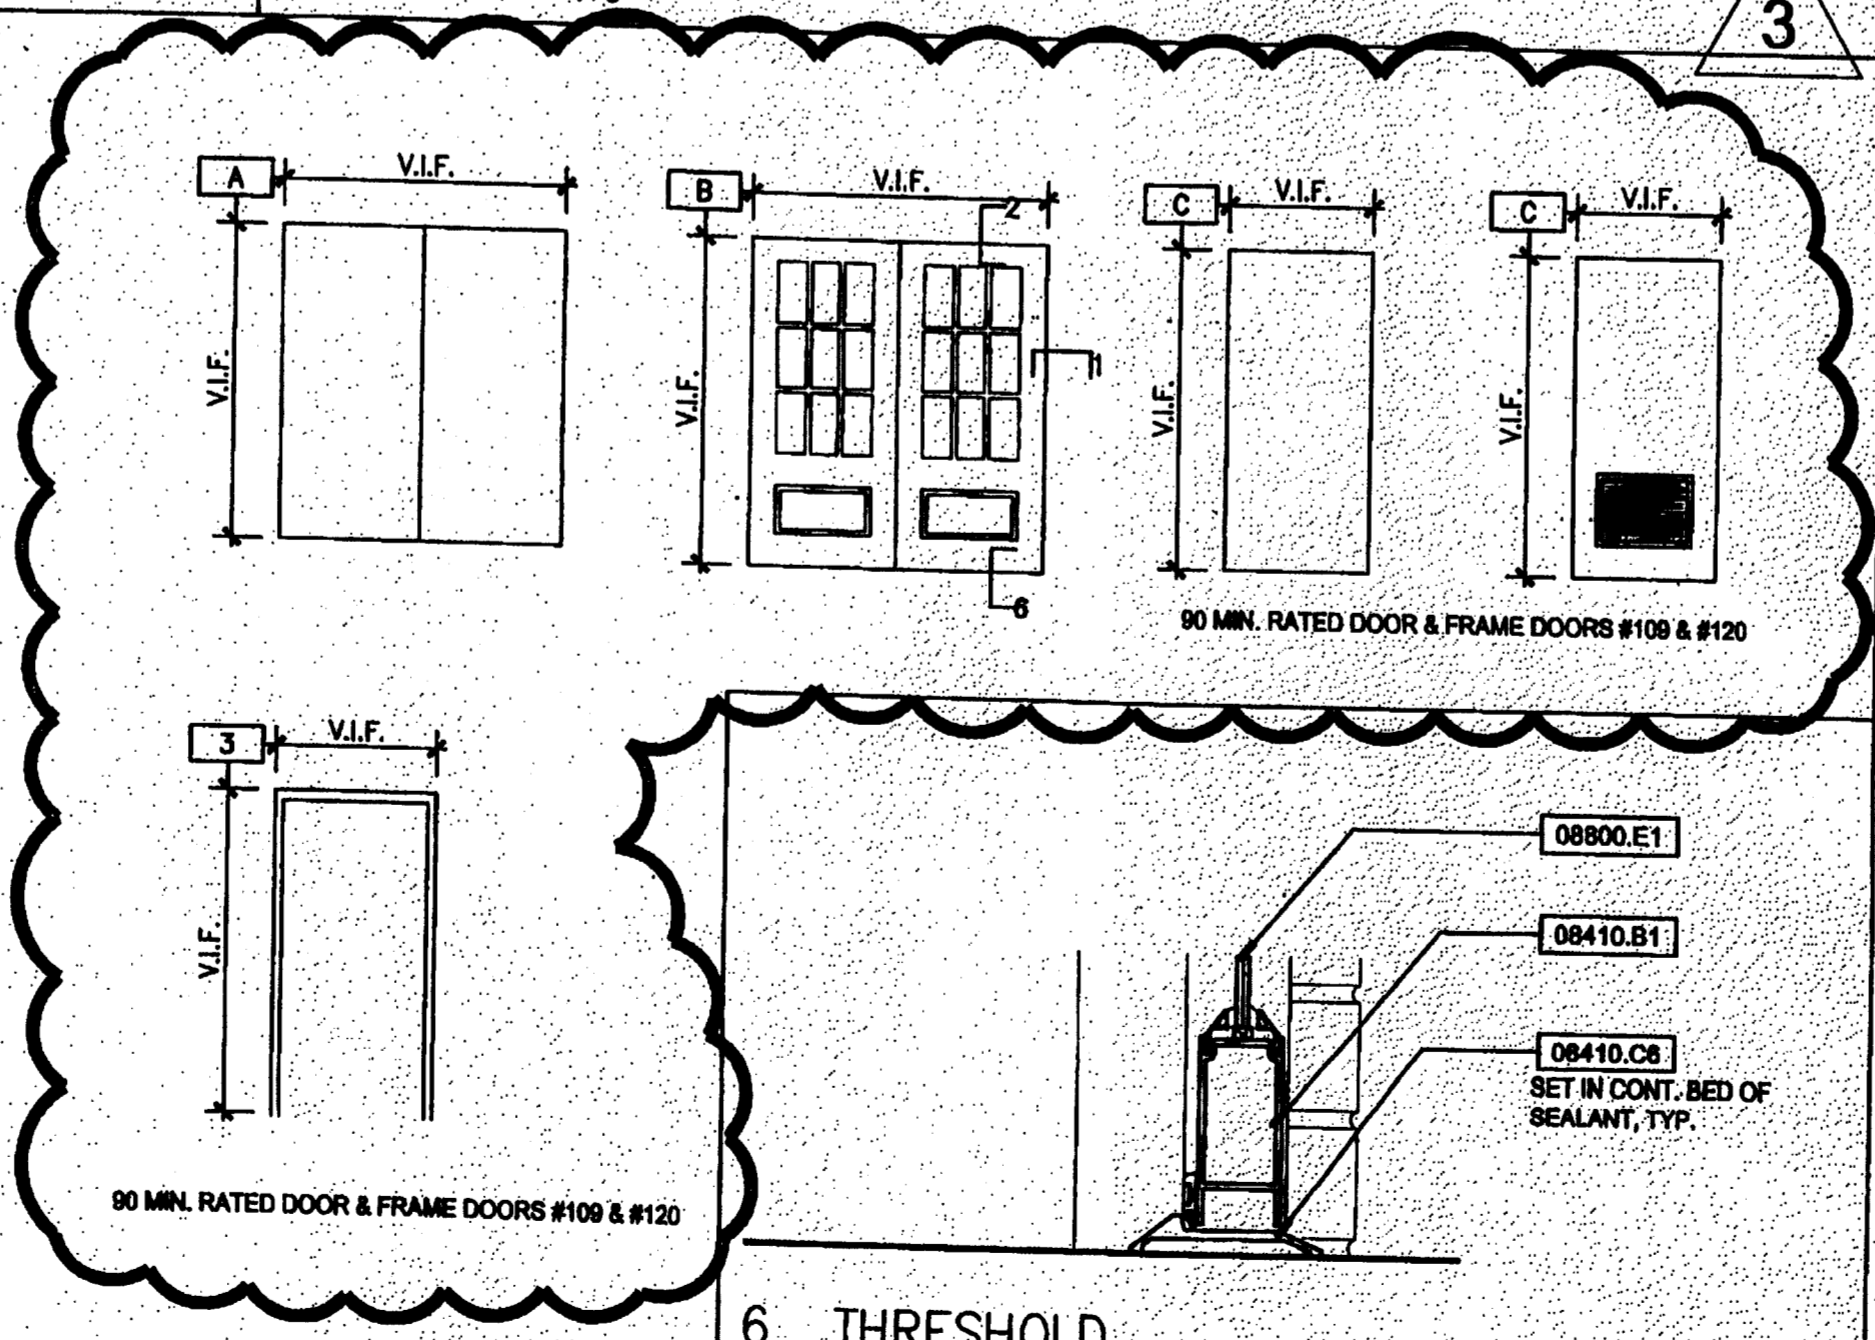 3
A
V.I.F.
V.I.F.
B
V.I.F.
V.I.F.
2
1
6
C
V.I.F.
V.I.F.
C
V.I.F.
V.I.F.
90 MIN. RATED DOOR & FRAME DOORS #109 & #120
3
V.I.F.
V.I.F.
90 MIN. RATED DOOR & FRAME DOORS #109 & #120
08800.E1
08410.B1
08410.C6
SET IN CONT. BED OF
SEALANT, TYP.
6 THRESHOLD